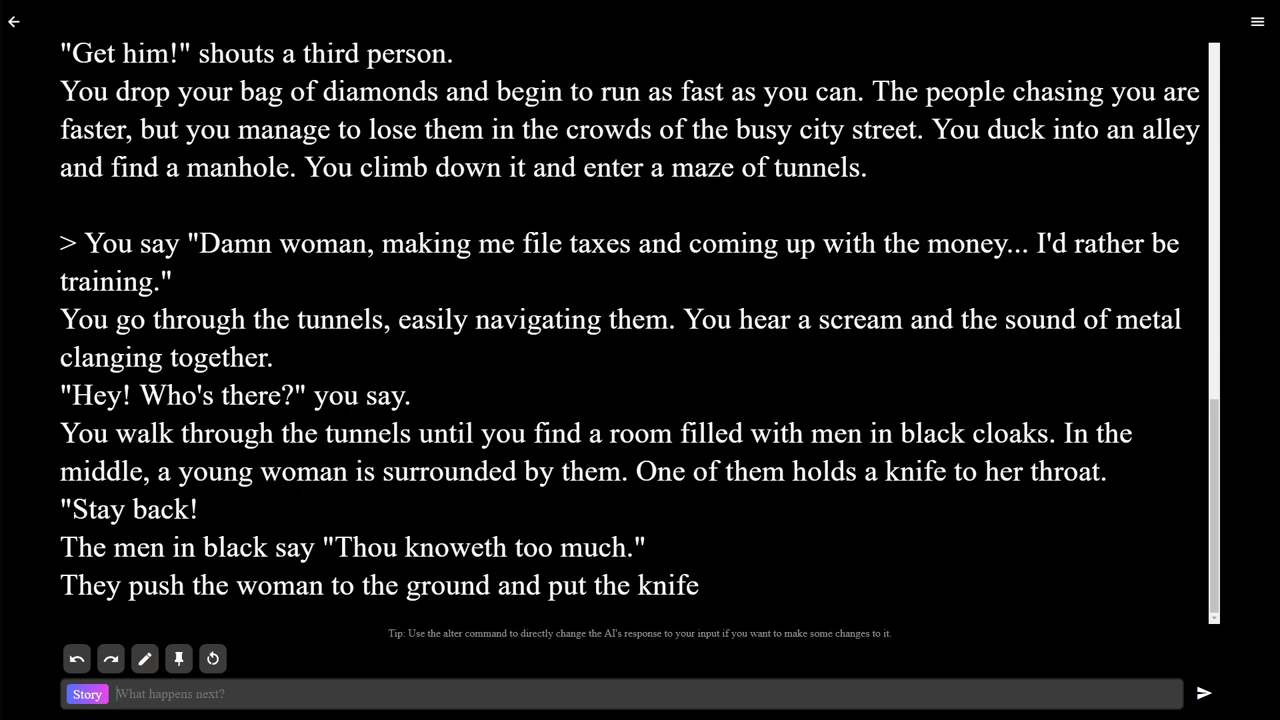 "Get him!" shouts a third person.
You drop your bag of diamonds and begin to run as fast as you can. The people chasing you are
faster, but you manage to lose them in the crowds of the busy city street. You duck into an alley
and find a manhole. You climb down it and enter a maze of tunnels.
> You say "Damn woman, making me file taxes and coming up with the money... I'd rather be
training."
You go through the tunnels, easily navigating them. You hear a scream and the sound of metal
clanging together.
"Hey! Who's there?" you say.
You walk through the tunnels until you find a room filled with men in black cloaks. In the
middle, a young woman is surrounded by them. One of them holds a knife to her throat.
"Stay back!
The men in black say "Thou knoweth too much."
They push the woman to the ground and put the knife
Tip: Use the alter command to directly change the AI's response to your input if you want to make some changes to it.
Story What happens next?